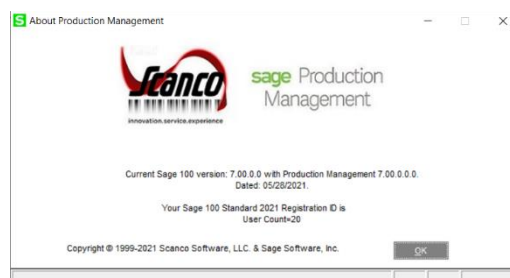 S About Production Management
Scanco
innovation.service.experience
sage Production
Management
Current Sage 100 version: 7.00.0.0 with Production Management 7.00.0.0.0.
Dated: 05/28/2021.
Your Sage 100 Standard 2021 Registration ID is
User Count=20
Copyright © 1999-2021 Scanco Software, LLC. & Sage Software, Inc.
OK